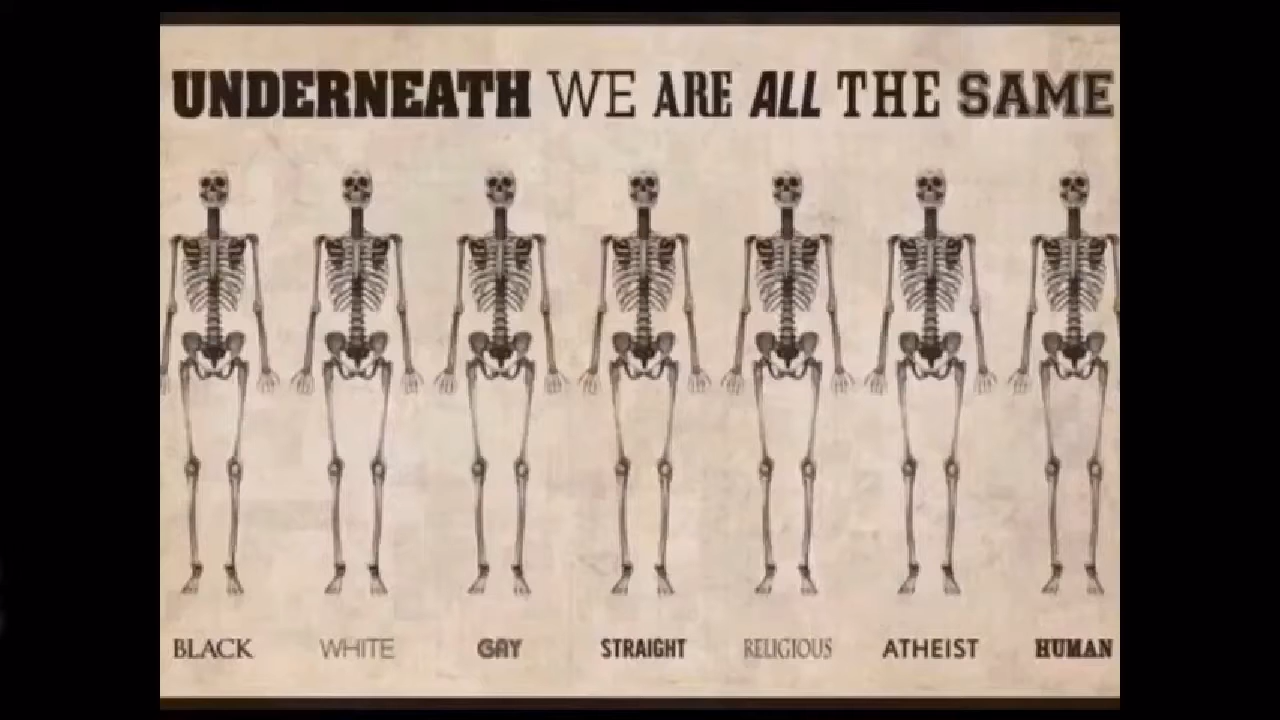 UNDERNEATH WE ARE ALL THE SAME
BLACK WHITE GAY STRAIGHT RELIGIOUS ATHEIST HUMAN